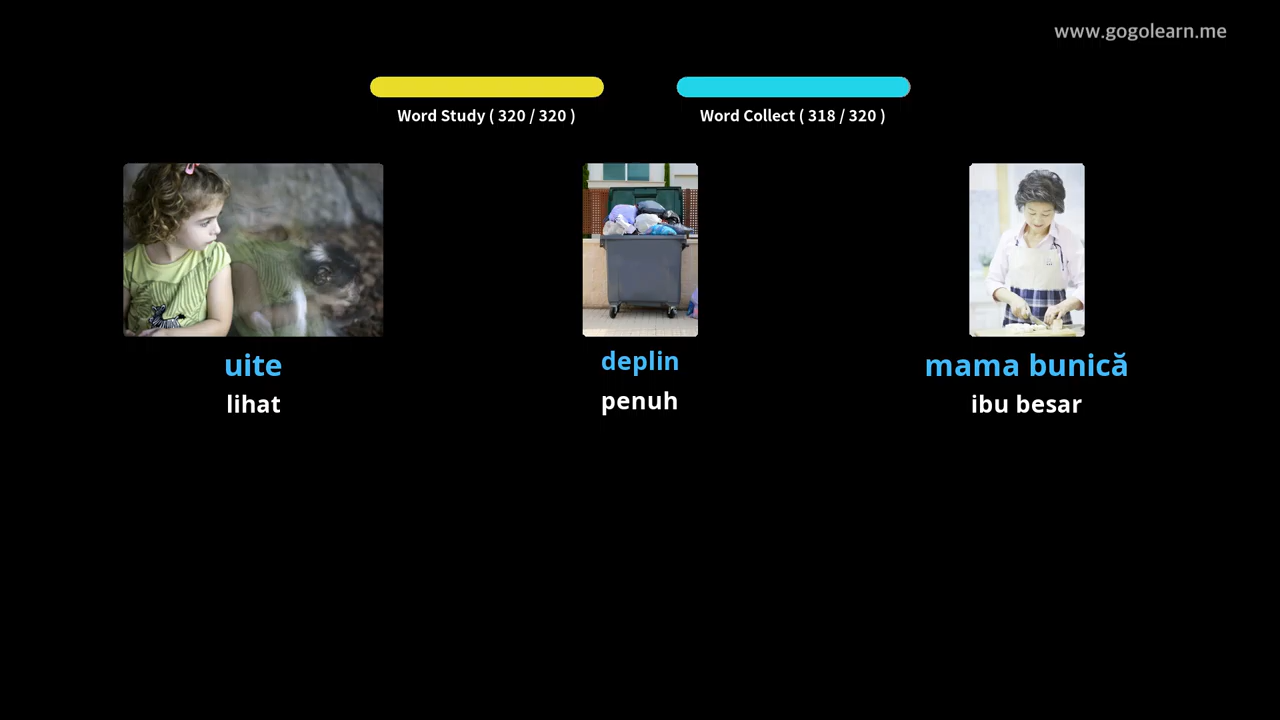 www.gogolearn.me
Word Study ( 320 / 320 )
Word Collect ( 318 / 320 )
uite
lihat
deplin
penuh
mama bunică
ibu besar